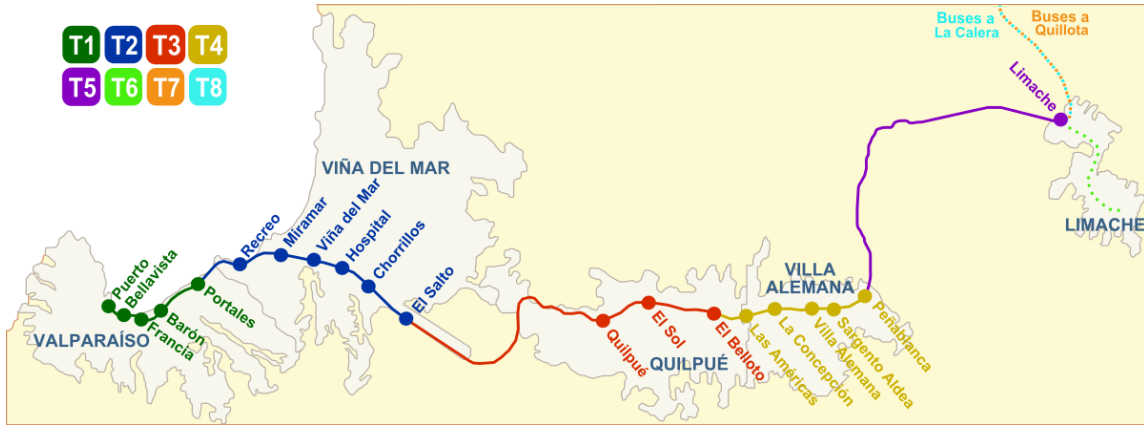 T1 T2 T3 T4
T5 T6 T7 T8
Buses a
La Calera
Buses a
Quillota
Limache
LIMACHE
VIÑA DEL MAR
Recreo
Miramar
Viña del Mar
Hospital
Chorrillos
El Salto
Puerto
Bellavista
Francia
Barón
Portales
VALPARAÍSO
Quilpué
El Sol
El Belloto
QUILPUÉ
VILLA
ALEMANA
Las Américas
La Concepción
Villa Alemana
Sargento Aldea
Peñablanca